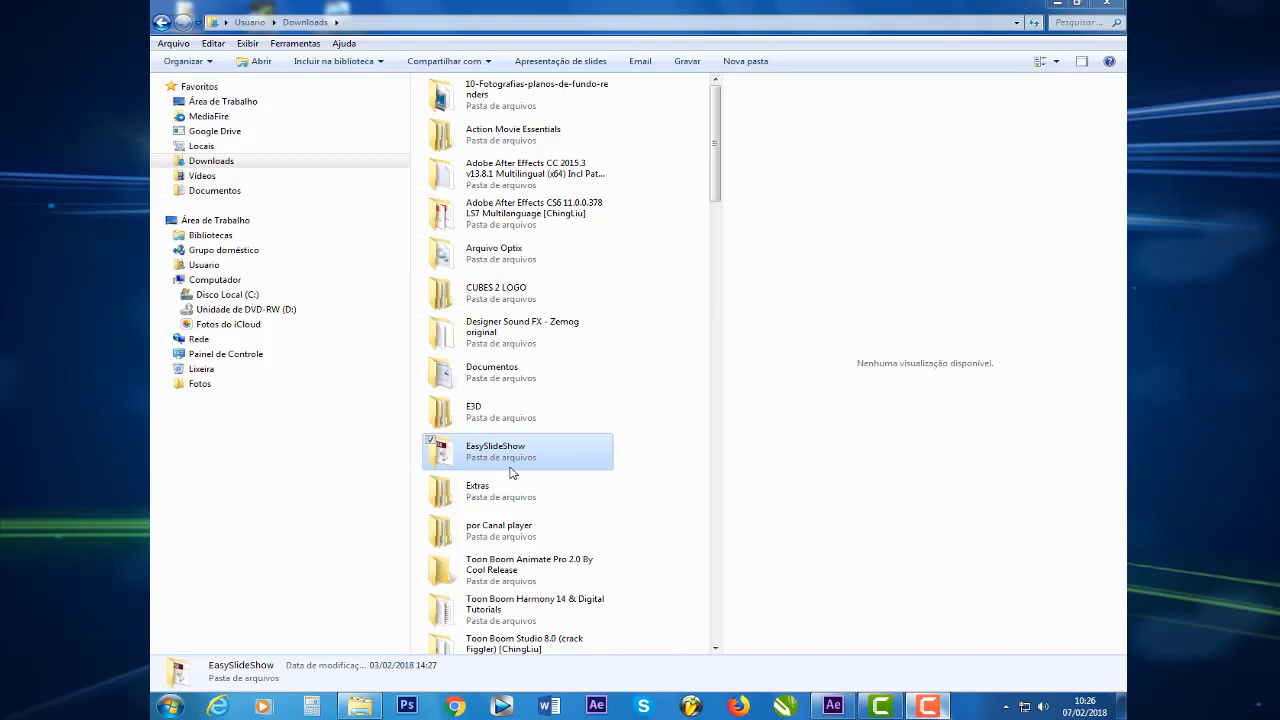 Usuario
Downloads
Pesquisar ...
Arquivo
Editar
Exibir
Ferramentas
Ajuda
Organizar
Abrir
Incluir na biblioteca
Compartilhar com
Apresentação de slides
Email
Gravar
Nova pasta
Favoritos
Área de Trabalho
MediaFire
Google Drive
Locais
Downloads
Vídeos
Documentos
Área de Trabalho
Bibliotecas
Grupo doméstico
Usuario
Computador
Disco Local (C:)
Unidade de DVD-RW (D:)
Fotos do iCloud
Rede
Painel de Controle
Lixeira
Fotos
10-Fotografias-planos-de-fundo-re
nders
Pasta de arquivos
Action Movie Essentials
Pasta de arquivos
Adobe After Effects CC 2015.3
v13.8.1 Multilingual (x64) Incl Pat...
Pasta de arquivos
Adobe After Effects CS6 11.0.0.378
LS7 Multilanguage [ChingLiu]
Pasta de arquivos
Arquivo Optix
Pasta de arquivos
CUBES 2 LOGO
Pasta de arquivos
Designer Sound FX - Zemog
original
Pasta de arquivos
Documentos
Pasta de arquivos
E3D
Pasta de arquivos
EasySlideShow
Pasta de arquivos
Extras
Pasta de arquivos
por Canal player
Pasta de arquivos
Toon Boom Animate Pro 2.0 By
Cool Release
Pasta de arquivos
Toon Boom Harmony 14 & Digital
Tutorials
Pasta de arquivos
Toon Boom Studio 8.0 (crack
Figgler) [ChingLiu]
Nenhuma visualização disponível.
EasySlideShow
Data de modificaç... 03/02/2018 14:27
Pasta de arquivos
Ps
Ae
Ae
10:26
07/02/2018